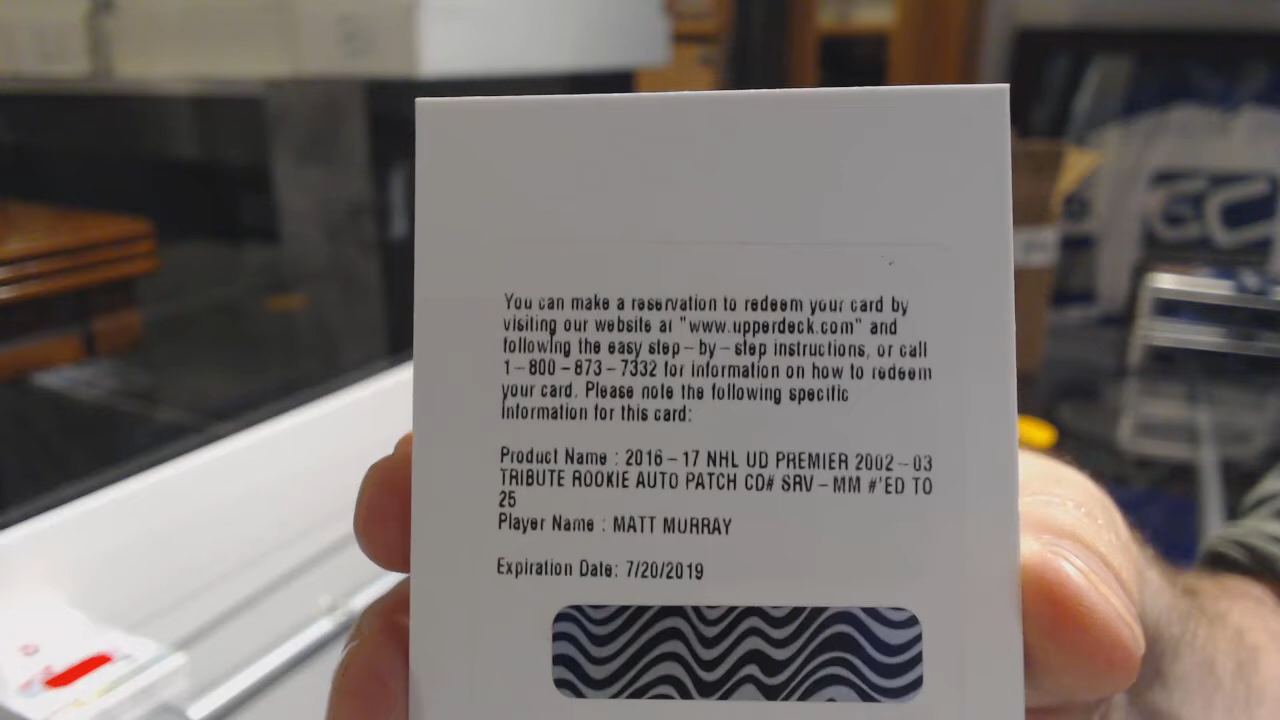 You can make a reservation to redeem your card by
visiting our website at "www.upperdeck.com" and
following the easy step-by-step instructions, or call
1-800-873-7332 for information on how to redeem
your card. Please note the following specific
information for this card:
Product Name : 2016-17 NHL UD PREMIER 2002-03
TRIBUTE ROOKIE AUTO PATCH CD# SRV-MM #'ED TO
25
Player Name : MATT MURRAY
Expiration Date: 7/20/2019